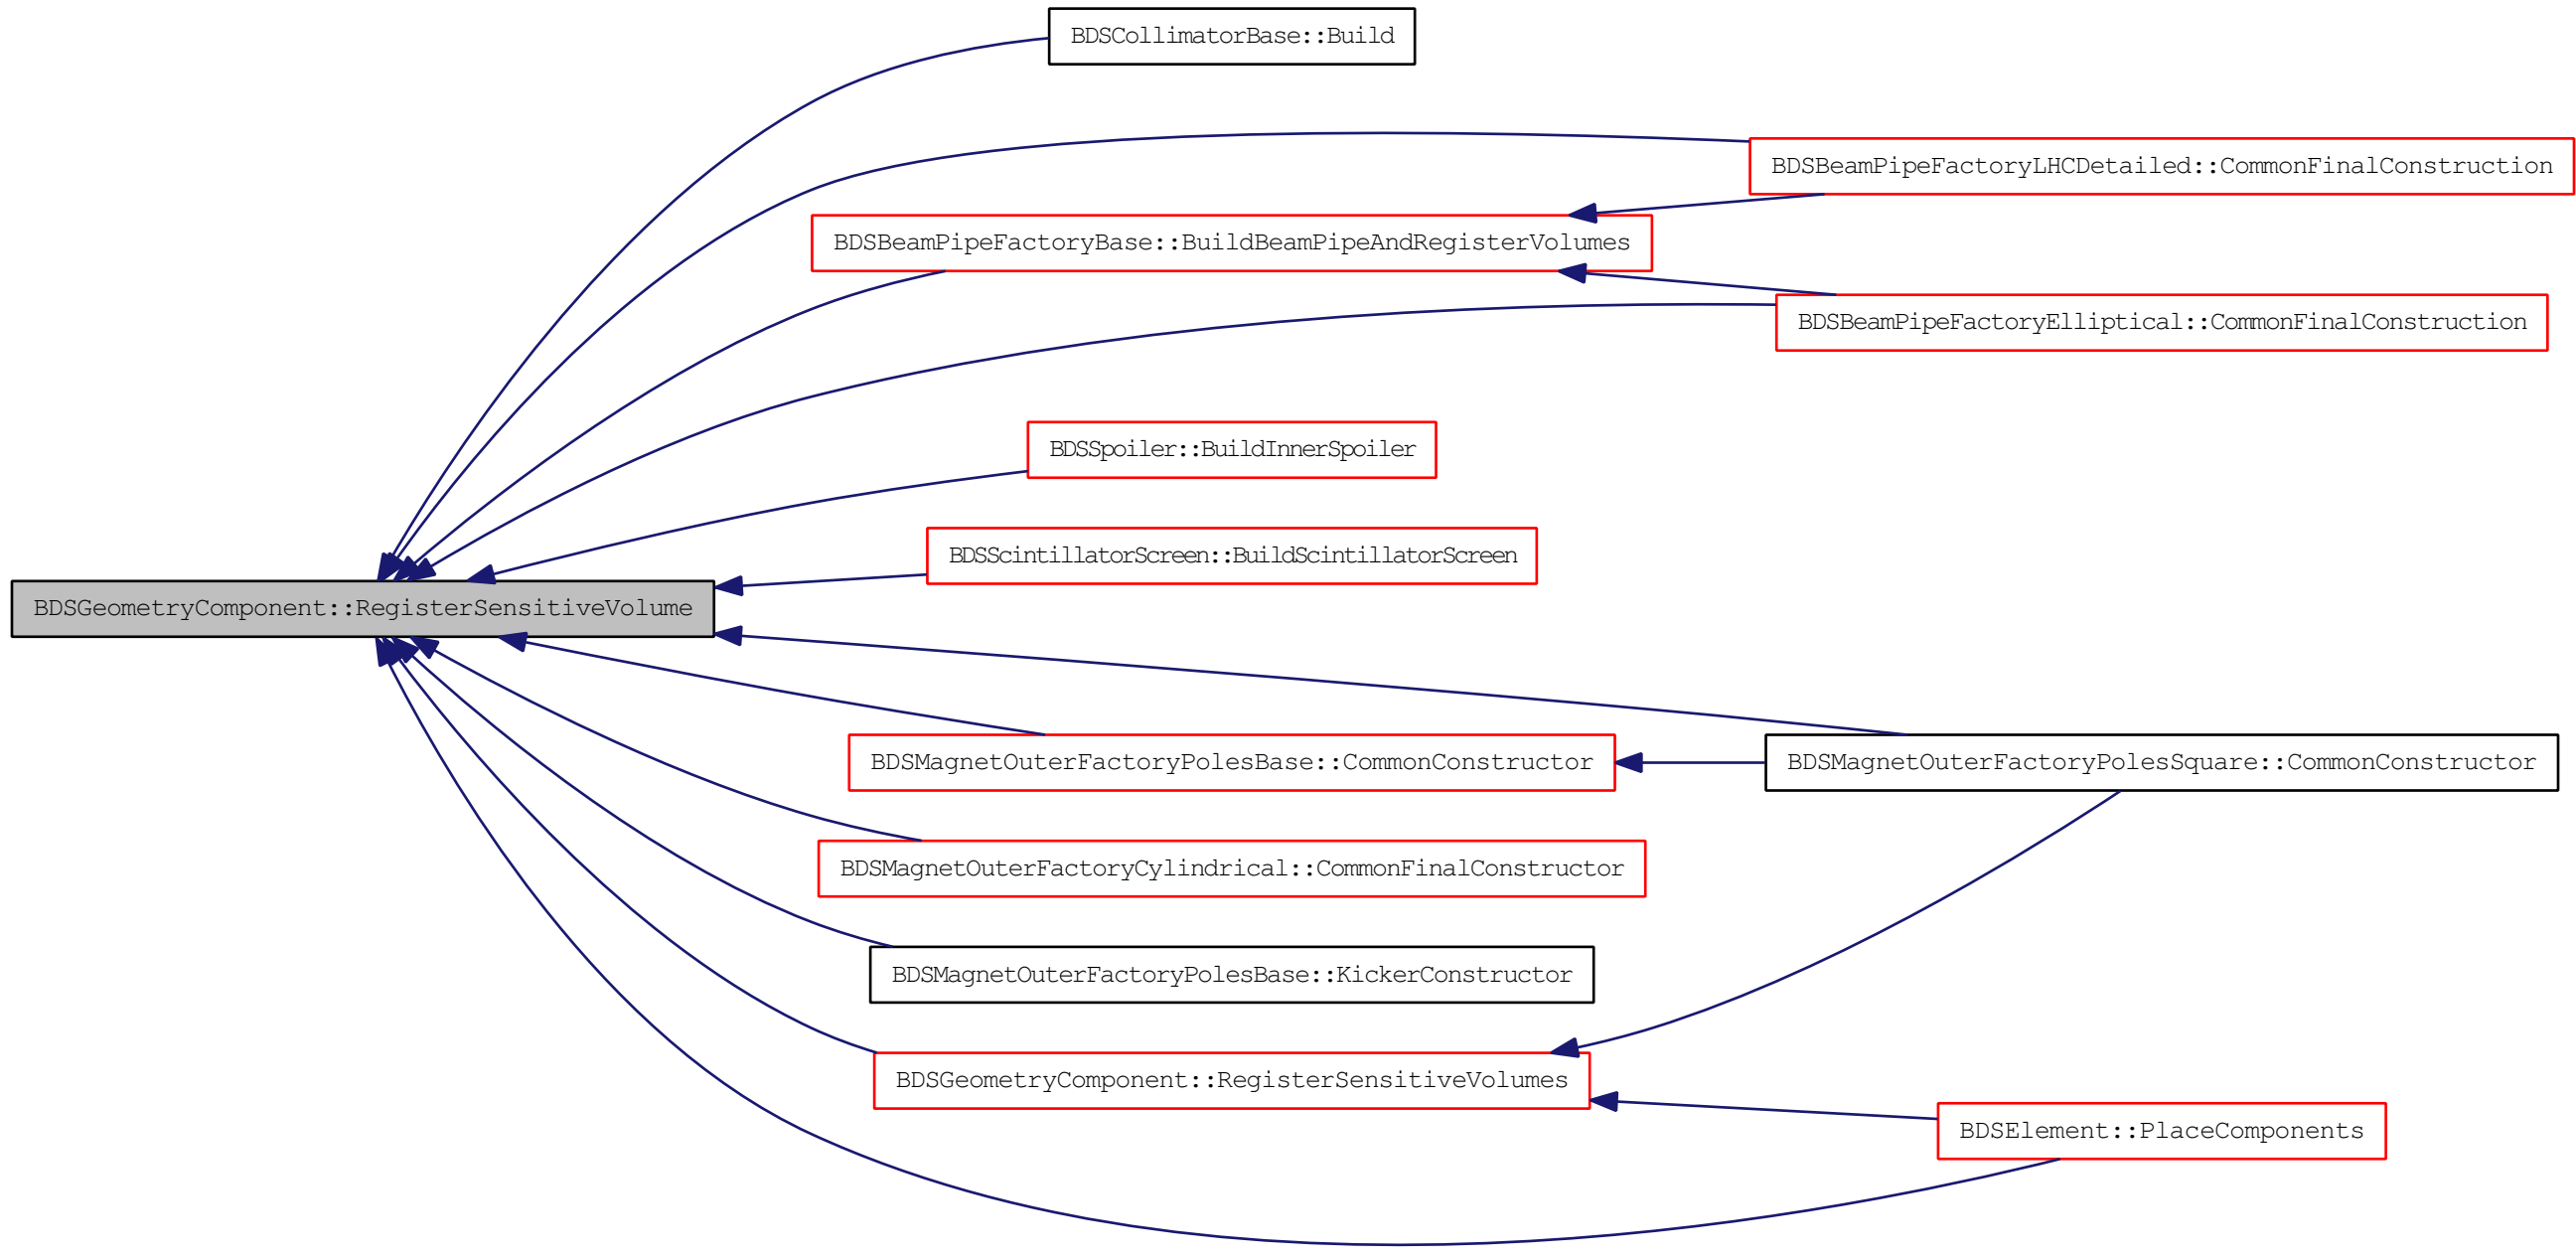 BDSCollimatorBase::Build
BDSBeamPipeFactoryLHCDetailed::CommonFinalConstruction
BDSBeamPipeFactoryBase::BuildBeamPipeAndRegisterVolumes
BDSBeamPipeFactoryElliptical::CommonFinalConstruction
BDSSpoiler::BuildInnerSpoiler
BDSScintillatorScreen::BuildScintillatorScreen
BDSGeometryComponent::RegisterSensitiveVolume
BDSMagnetOuterFactoryPolesBase::CommonConstructor
BDSMagnetOuterFactoryPolesSquare::CommonConstructor
BDSMagnetOuterFactoryCylindrical::CommonFinalConstructor
BDSMagnetOuterFactoryPolesBase::KickerConstructor
BDSGeometryComponent::RegisterSensitiveVolumes
BDSElement::PlaceComponents